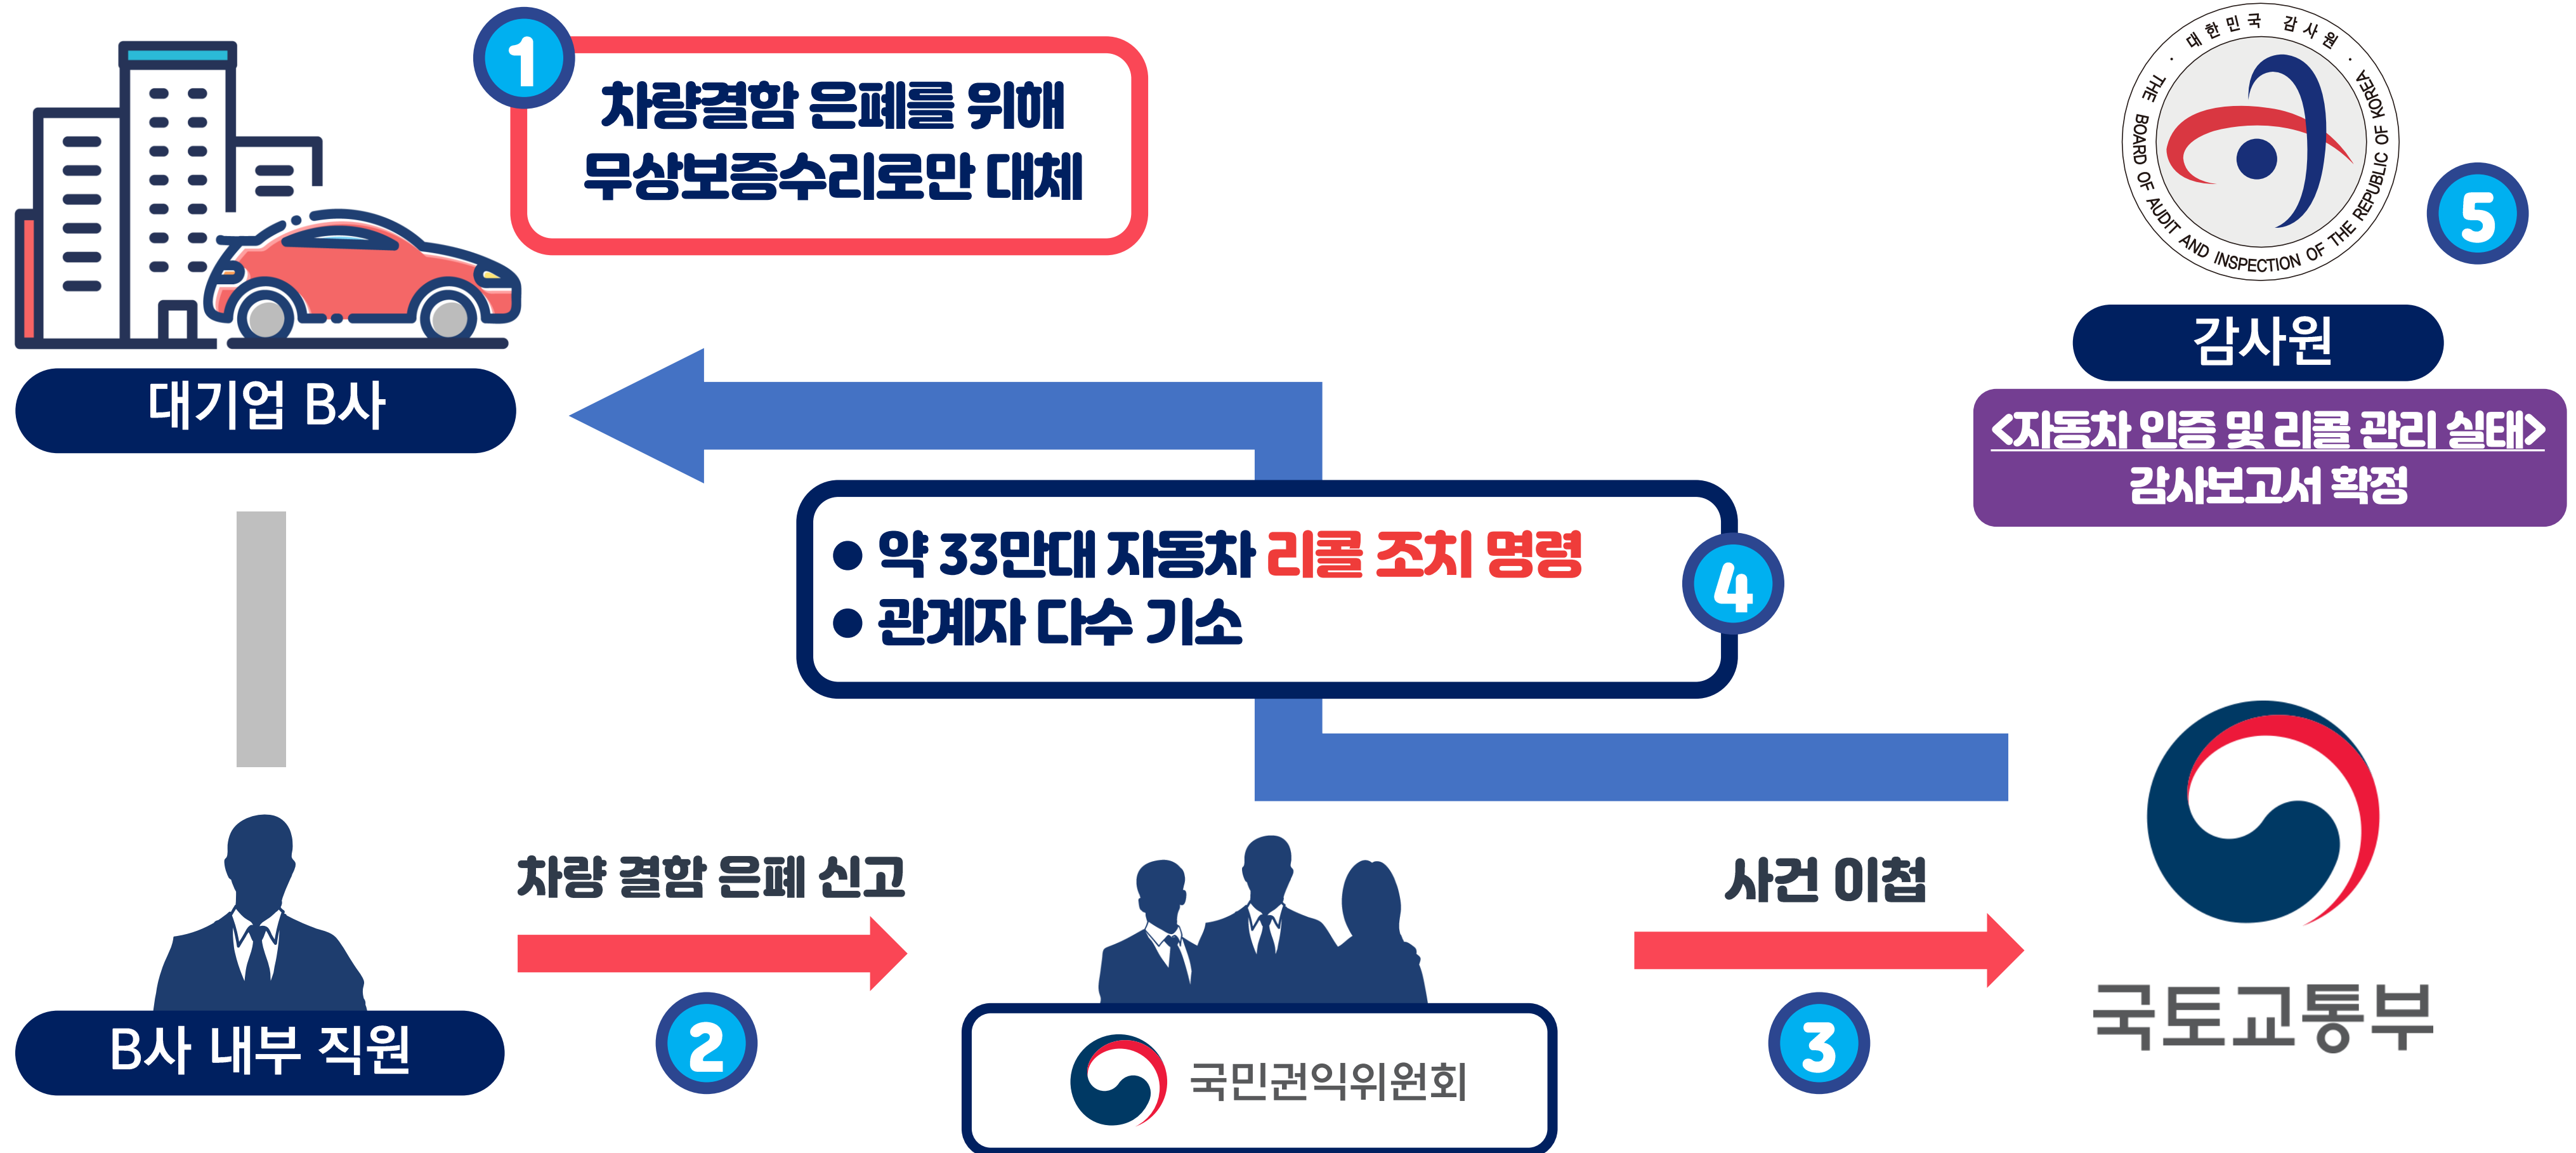 1
차량결함 은폐를 위해
무상보증수리로만 대체
대기업 B사
· 대한민국 감사원 ·
THE BOARD OF AUDIT AND INSPECTION OF THE REPUBLIC OF KOREA
5
감사원
<자동차 인증 및 리콜 관리 실태>
감사보고서 확정
● 약 33만대 자동차 리콜 조치 명령
● 관계자 다수 기소
4
B사 내부 직원
차량 결함 은폐 신고
2
국민권익위원회
사건 이첩
3
국토교통부